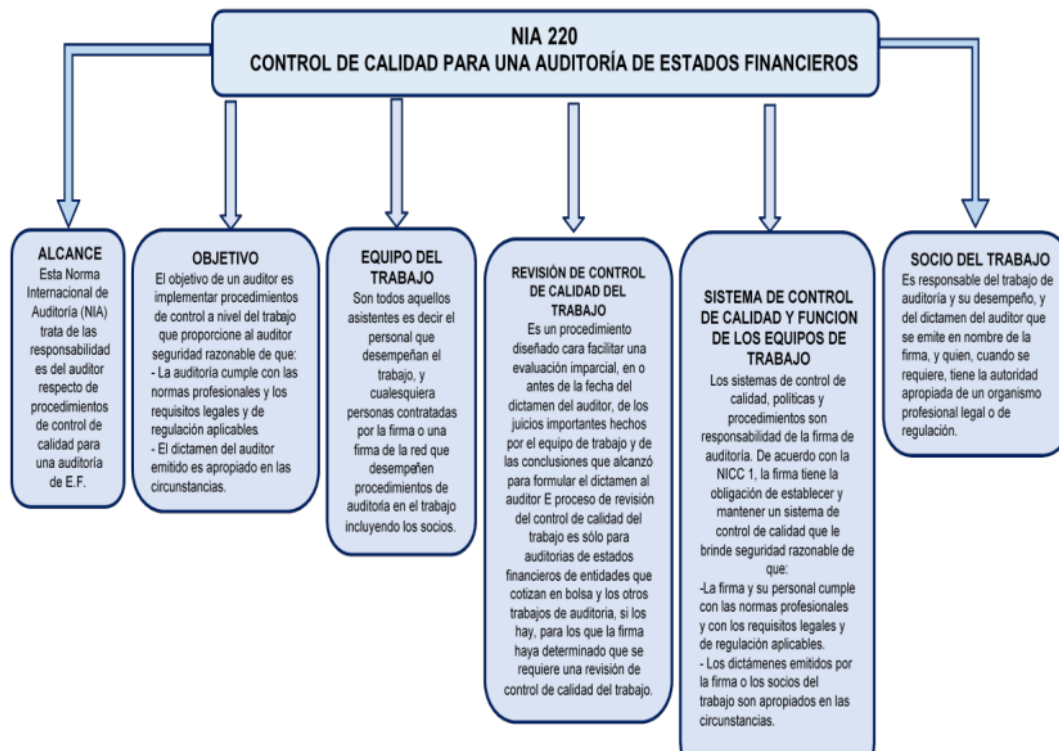 NIA 220
CONTROL DE CALIDAD PARA UNA AUDITORÍA DE ESTADOS FINANCIEROS
ALCANCE
Esta Norma
Internacional de
Auditoría (NIA)
trata de las
responsabilidad
es del auditor
respecto de
procedimientos
de control de
calidad para
una auditoría
de E.F.
OBJETIVO
El objetivo de un auditor es
implementar procedimientos
de control a nivel del trabajo
que proporcione al auditor
seguridad razonable de que:
- La auditoría cumple con las
normas profesionales y los
requisitos legales y de
regulación aplicables.
- El dictamen del auditor
emitido es apropiado en las
circunstancias.
EQUIPO DEL
TRABAJO
Son todos aquellos
asistentes es decir el
personal que
desempeñan el
trabajo, y
cualesquiera
personas contratadas
por la firma o una
firma de la red que
desempeñen
procedimientos de
auditoría en el trabajo
incluyendo los socios.
REVISIÓN DE CONTROL
DE CALIDAD DEL
TRABAJO
Es un procedimiento
diseñado cara facilitar una
evaluación imparcial, en o
antes de la fecha del
dictamen del auditor, de los
juicios importantes hechos
por el equipo de trabajo y de
las conclusiones que alcanzó
para formular el dictamen al
auditor E proceso de revisión
del control de calidad del
trabajo es sólo para
auditorias de estados
financieros de entidades que
cotizan en bolsa y los otros
trabajos de auditoria, si los
hay, para los que la firma
haya determinado que se
requiere una revisión de
control de calidad del trabajo.
SISTEMA DE CONTROL
DE CALIDAD Y FUNCION
DE LOS EQUIPOS DE
TRABAJO
Los sistemas de control de
calidad, políticas y
procedimientos son
responsabilidad de la firma de
auditoría. De acuerdo con la
NICC 1, la firma tiene la
obligación de establecer y
mantener un sistema de
control de calidad que le
brinde seguridad razonable de
que:
-La firma y su personal cumple
con las normas profesionales
y con los requisitos legales y
de regulación aplicables.
- Los dictámenes emitidos por
la firma o los socios del
trabajo son apropiados en las
circunstancias.
SOCIO DEL TRABAJO
Es responsable del trabajo de
auditoría y su desempeño, y
del dictamen del auditor que
se emite en nombre de la
firma, y quien, cuando se
requiere, tiene la autoridad
apropiada de un organismo
profesional legal o de
regulación.